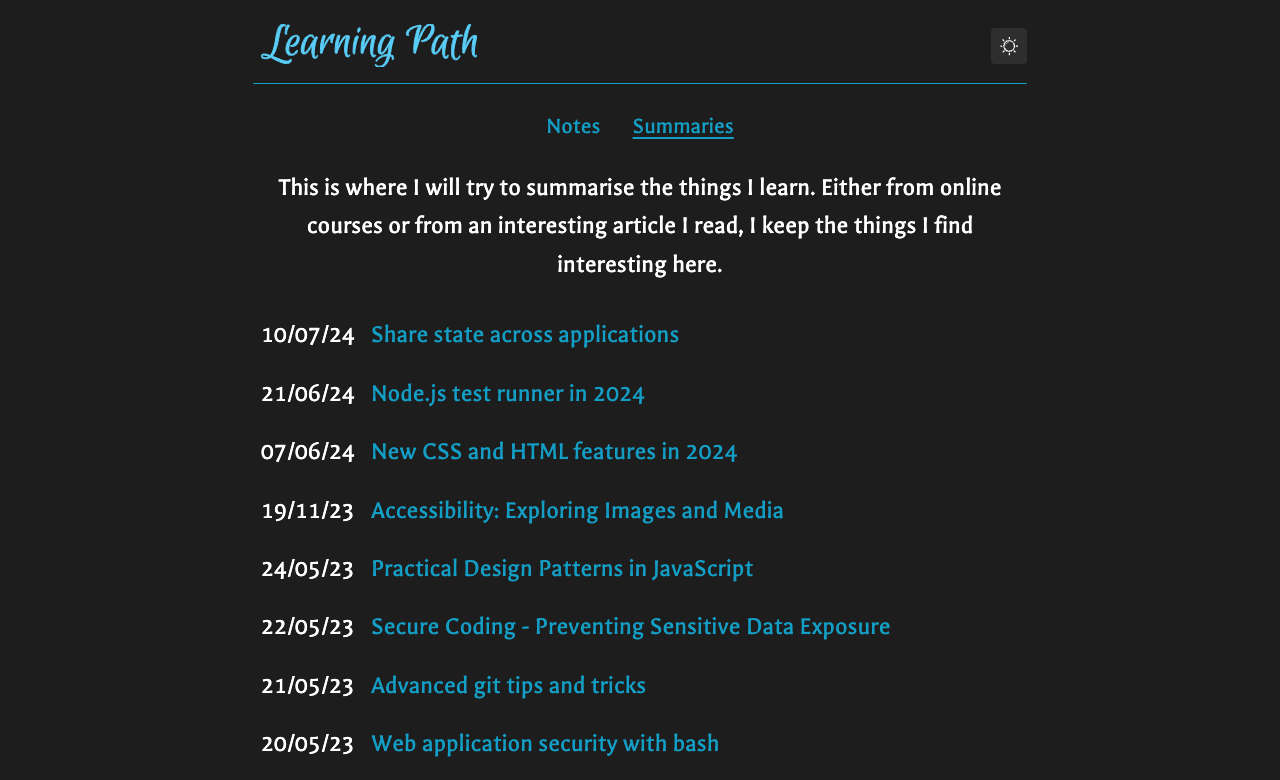 Learning Path
Notes Summaries
This is where I will try to summarise the things I learn. Either from online
courses or from an interesting article I read, I keep the things I find
interesting here.
10/07/24 Share state across applications
21/06/24 Node.js test runner in 2024
07/06/24 New CSS and HTML features in 2024
19/11/23 Accessibility: Exploring Images and Media
24/05/23 Practical Design Patterns in JavaScript
22/05/23 Secure Coding - Preventing Sensitive Data Exposure
21/05/23 Advanced git tips and tricks
20/05/23 Web application security with bash